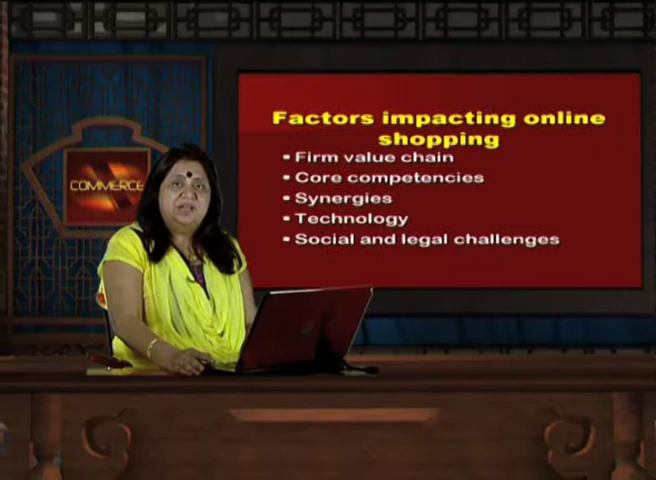 Factors impacting online
shopping
▪ Firm value chain
▪ Core competencies
▪ Synergies
▪ Technology
▪ Social and legal challenges
COMMERCE